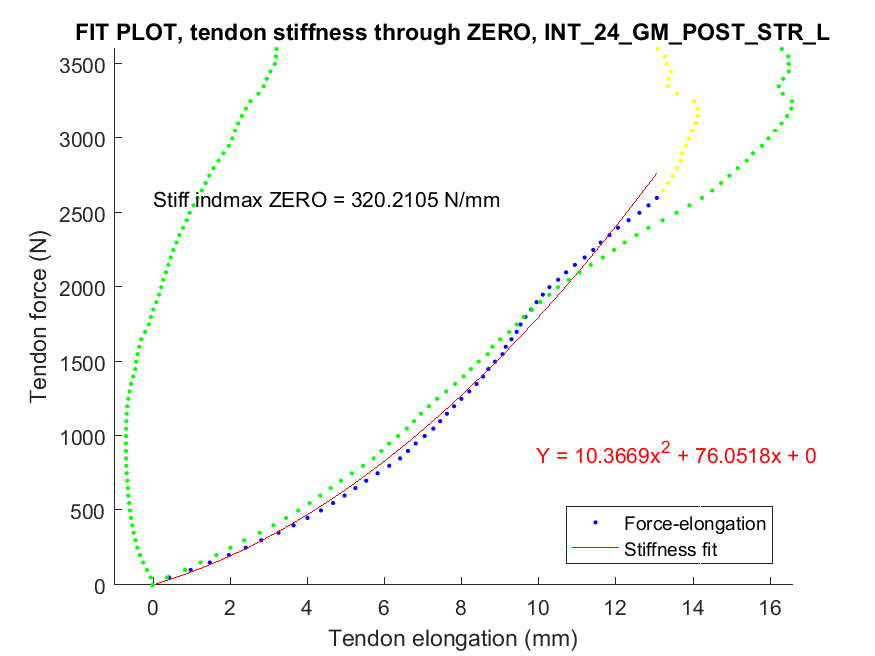 FIT PLOT, tendon stiffness through ZERO, INT_24_GM_POST_STR_L
3500
3000
Stiff indmax ZERO = 320.2105 N/mm
2500
2000
1500
1000
500
0
Tendon force (N)
Y = 10.3669x² + 76.0518x + 0
Force-elongation
Stiffness fit
0 2 4 6 8 10 12 14 16
Tendon elongation (mm)